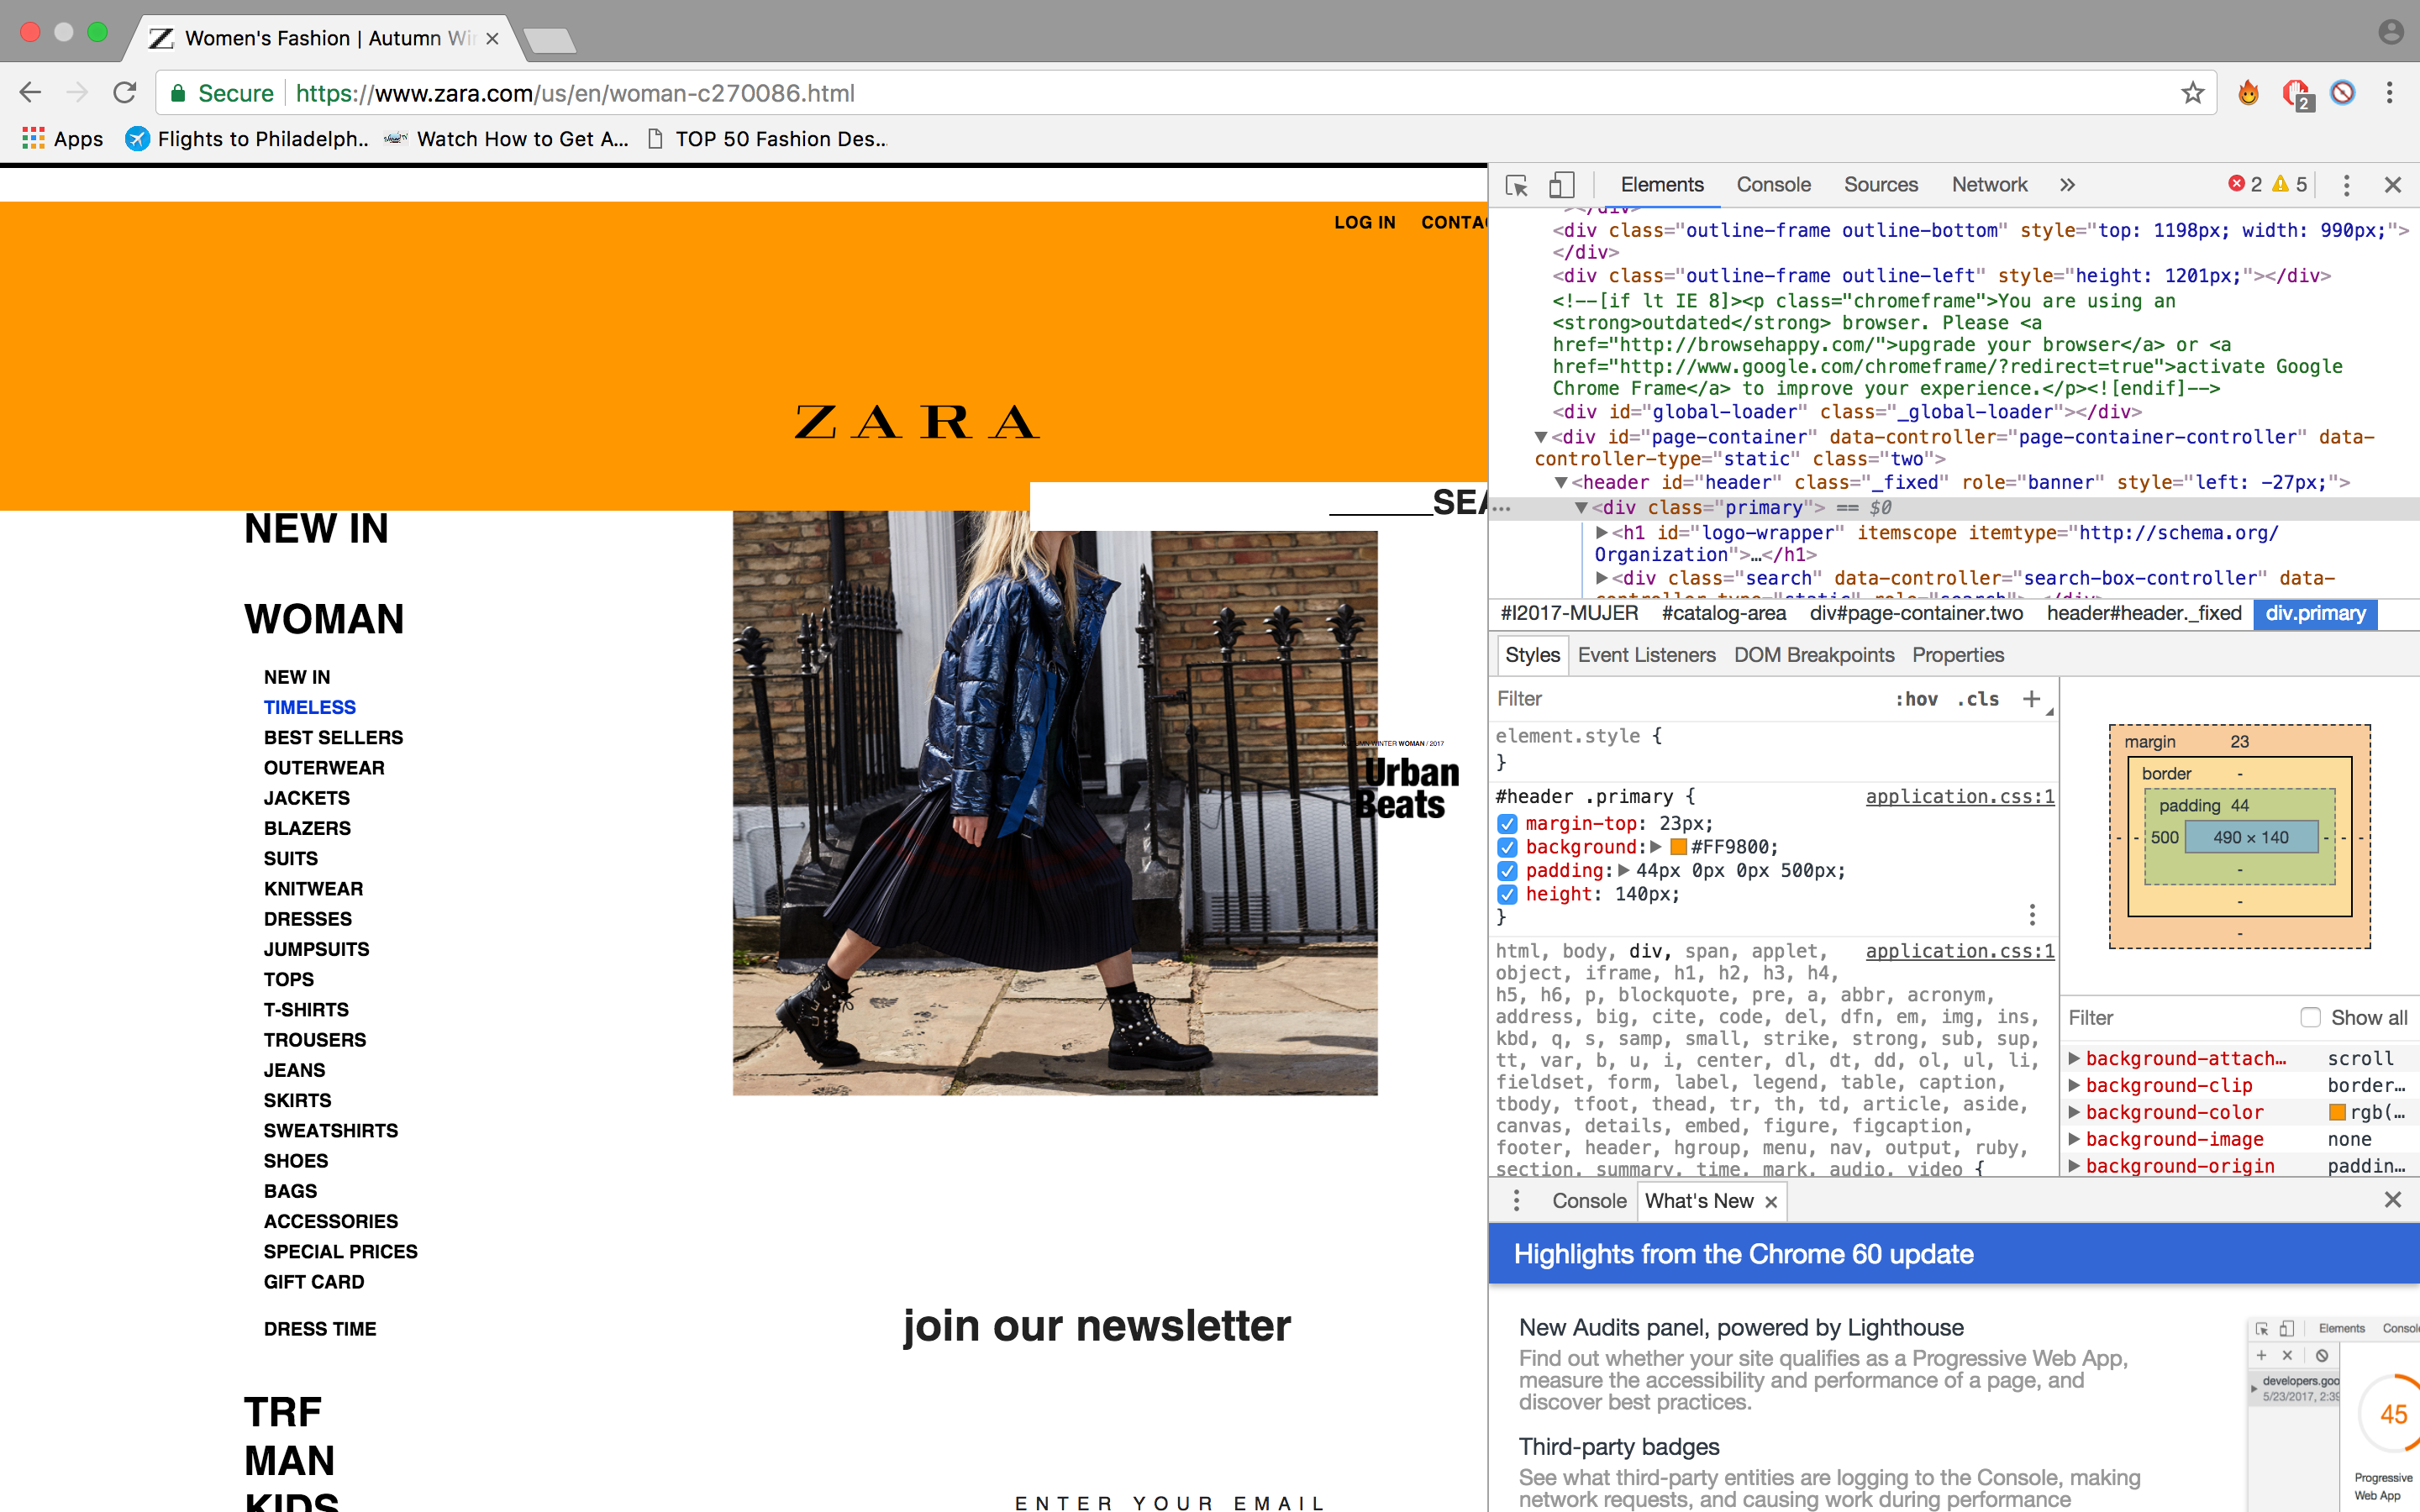 Women's Fashion | Autumn Wi
Secure
https://www.zara.com/us/en/woman-c270086.html
2
Apps
Flights to Philadelph...
Watch How to Get A...
TOP 50 Fashion Des...
LOG IN
ZARA
NEW IN
WOMAN
NEW IN
TIMELESS
BEST SELLERS
OUTERWEAR
JACKETS
BLAZERS
SUITS
KNITWEAR
DRESSES
JUMPSUITS
TOPS
T-SHIRTS
TROUSERS
JEANS
SKIRTS
SWEATSHIRTS
SHOES
BAGS
ACCESSORIES
SPECIAL PRICES
GIFT CARD
DRESS TIME
TRF
MAN
KIDS
WINTER WOMAN / 2017
Urban
Beats
join our newsletter
ENTER YOUR EMAIL
Elements Console Sources Network » 2 5
</div>
<div class="outline-frame outline-bottom" style="top: 1198px; width: 990px;">
</div>
<div class="outline-frame outline-left" style="height: 1201px;"></div>
<!--[if lt IE 8]><p class="chromeframe">You are using an
<strong>outdated</strong> browser. Please <a
href="http://browsehappy.com/">upgrade your browser</a> or <a
href="http://www.google.com/chromeframe/?redirect=true">activate Google
Chrome Frame</a> to improve your experience.</p><![endif]-->
<div id="global-loader" class="_global-loader"></div>
<div id="page-container" data-controller="page-container-controller" data-
controller-type="static" class="two">
<header id="header" class="_fixed" role="banner" style="left: -27px;">
... <div class="primary"> == $0
<h1 id="logo-wrapper" itemscope itemtype="http://schema.org/
Organization">…</h1>
<div class="search" data-controller="search-box-controller" data-
controller-type="static" role="search">…</div>
#I2017-MUJER #catalog-area div#page-container.two header#header._fixed div.primary
Styles Event Listeners DOM Breakpoints Properties
Filter :hov .cls +
element.style {
}
#header .primary { application.css:1
margin-top: 23px;
background: #FF9800;
padding: 44px 0px 0px 500px;
height: 140px;
}
html, body, div, span, applet, application.css:1
object, iframe, h1, h2, h3, h4,
h5, h6, p, blockquote, pre, a, abbr, acronym,
address, big, cite, code, del, dfn, em, img, ins,
kbd, q, s, samp, small, strike, strong, sub, sup,
tt, var, b, u, i, center, dl, dt, dd, ol, ul, li,
fieldset, form, label, legend, table, caption,
tbody, tfoot, thead, tr, th, td, article, aside,
canvas, details, embed, figure, figcaption,
footer, header, hgroup, menu, nav, output, ruby,
section, summary, time, mark, audio, video {
margin 23
border -
padding 44
- - 500 490 × 140 - - -
-
-
-
Filter Show all
background-attach... scroll
background-clip border...
background-color rgb(...
background-image none
background-origin paddin...
Console What's New
Highlights from the Chrome 60 update
New Audits panel, powered by Lighthouse
Find out whether your site qualifies as a Progressive Web App,
measure the accessibility and performance of a page, and
discover best practices.
Third-party badges
See what third-party entities are logging to the Console, making
network requests, and causing work during performance
Elements Consol
developers.goo
5/23/2017, 2:39
45
Progressive
Web App